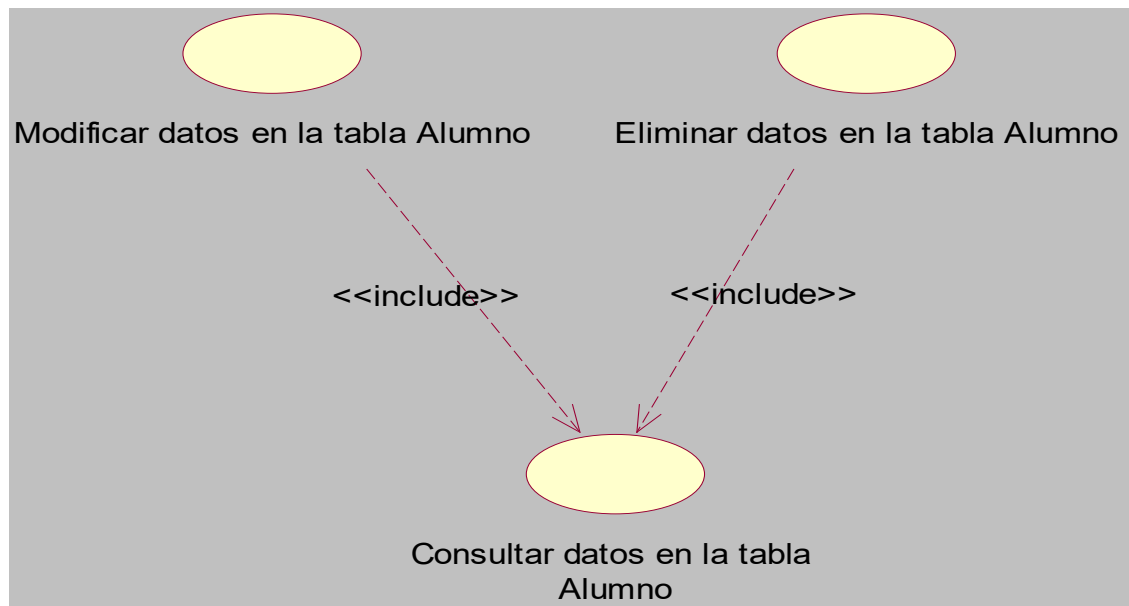 Modificar datos en la tabla Alumno
Eliminar datos en la tabla Alumno
<<include>>
<<include>>
Consultar datos en la tabla
Alumno